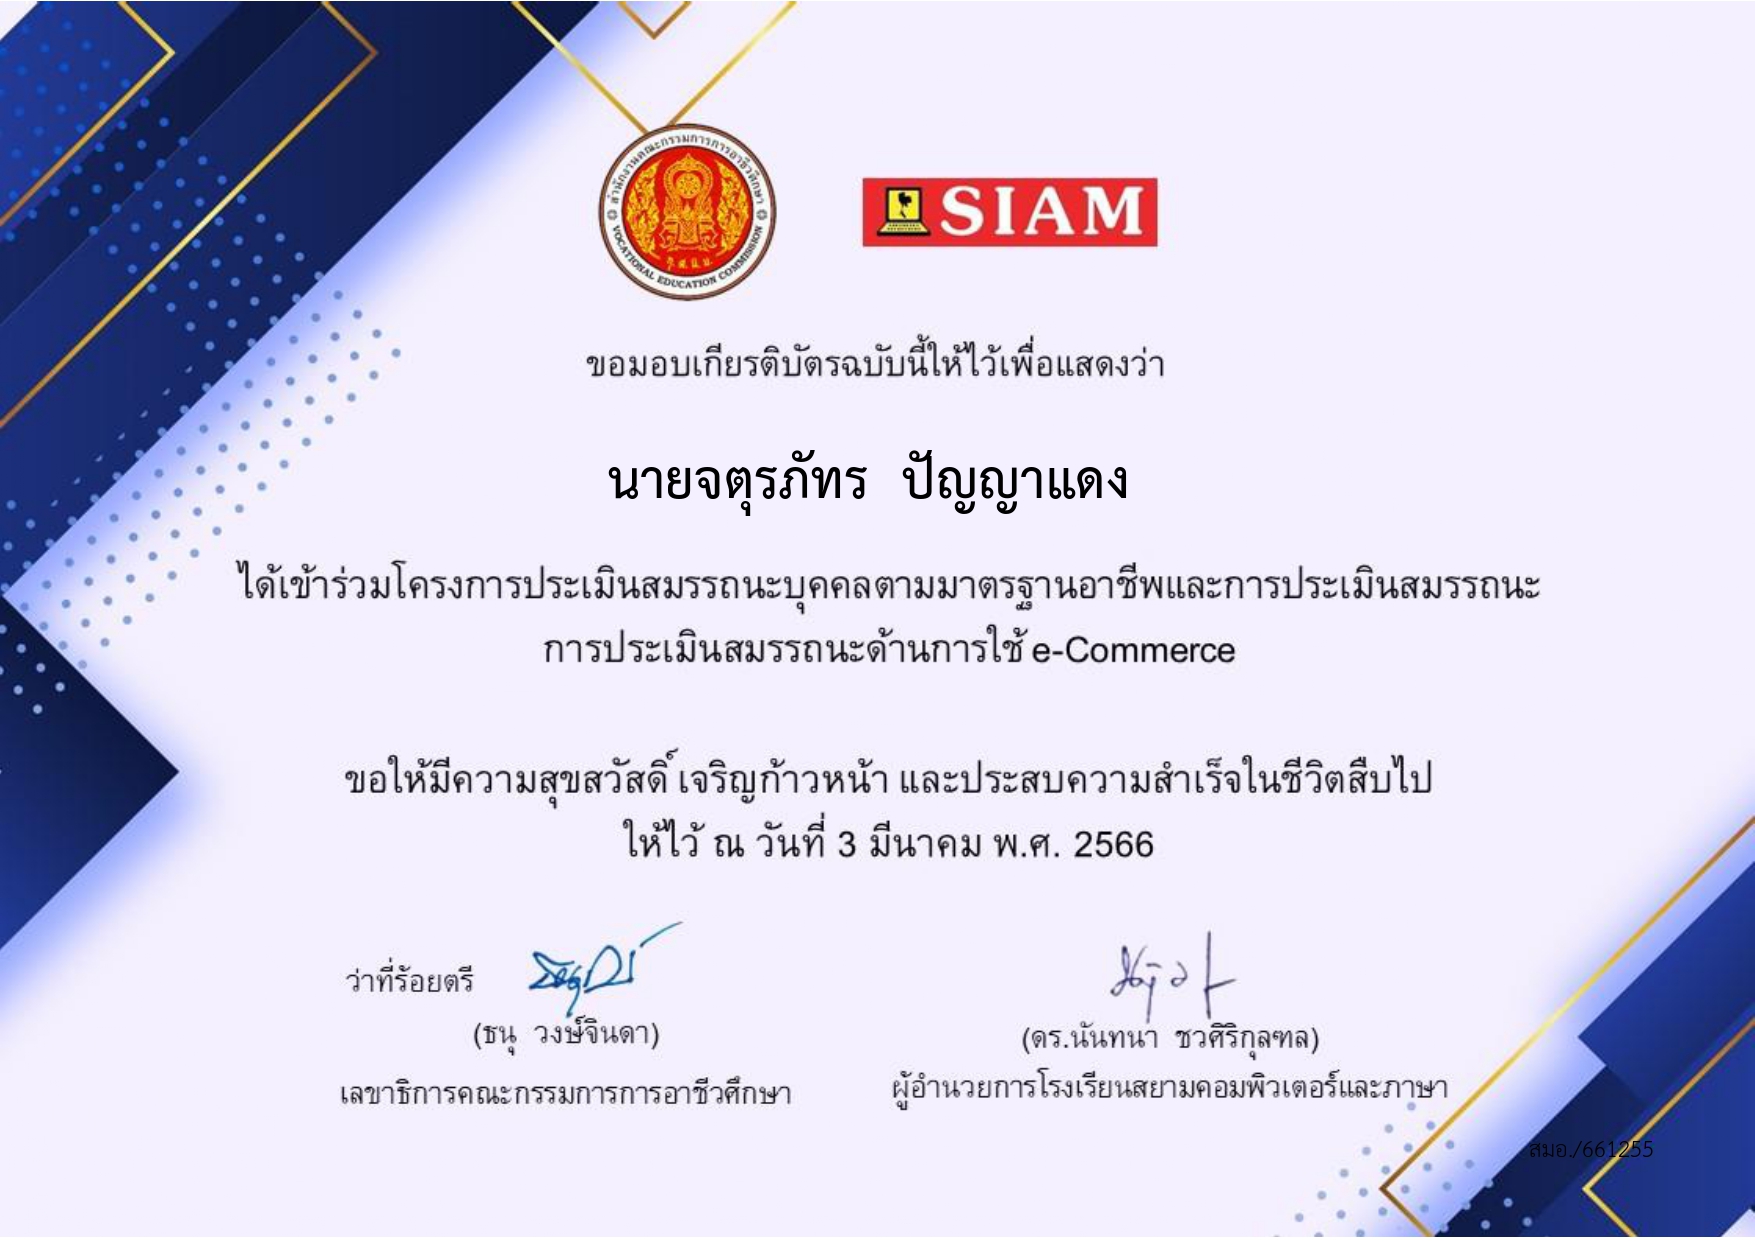 สำนักงานคณะกรรมการการอาชีวศึกษา
VOCATIONAL EDUCATION COMMISSION
SIAM
ขอมอบเกียรติบัตรฉบับนี้ให้ไว้เพื่อแสดงว่า
นายจตุรภัทร ปัญญาแดง
ได้เข้าร่วมโครงการประเมินสมรรถนะบุคคลตามมาตรฐานอาชีพและการประเมินสมรรถนะ
การประเมินสมรรถนะด้านการใช้ e-Commerce
ขอให้มีความสุขสวัสดิ์ เจริญก้าวหน้า และประสบความสำเร็จในชีวิตสืบไป
ให้ไว้ ณ วันที่ 3 มีนาคม พ.ศ. 2566
ว่าที่ร้อยตรี
(ธนุ วงษ์จินดา)
เลขาธิการคณะกรรมการการอาชีวศึกษา
(ดร.นันทนา ชวศิริกุลฑล)
ผู้อำนวยการโรงเรียนสยามคอมพิวเตอร์และภาษา
สมอ./661255